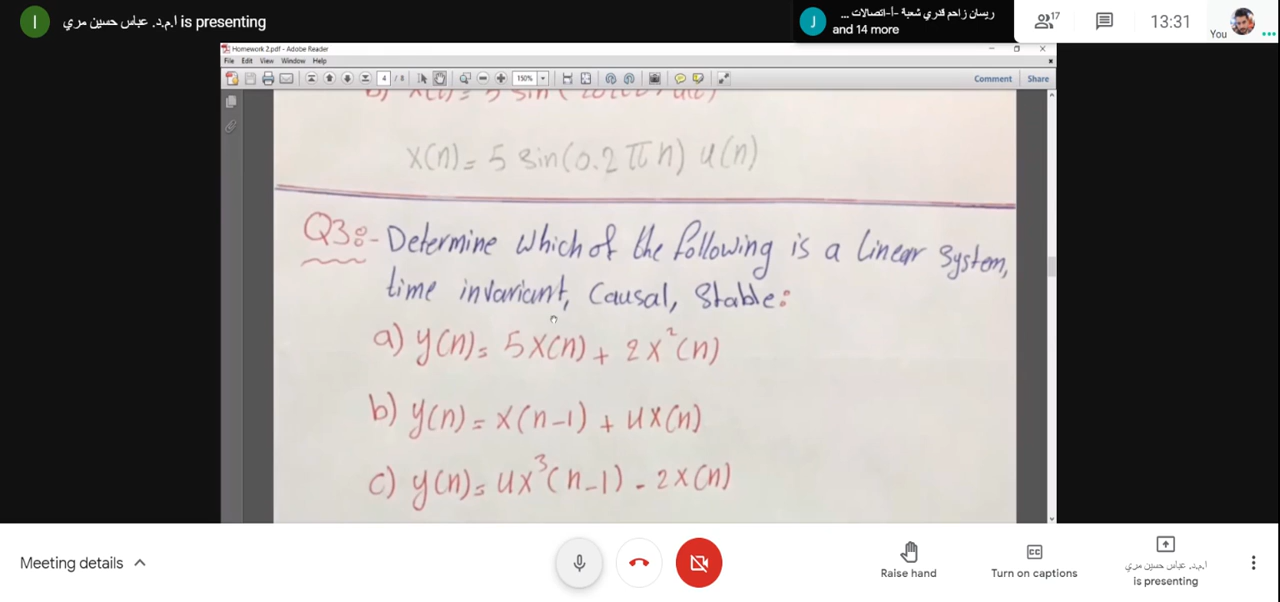 ا.م.د. عباس حسين مري is presenting
ريسان زاحم قدري شعبة -أ-اتصالات ...
and 14 more
17
13:31
You
Homework 2.pdf - Adobe Reader
File Edit View Window Help
4 / 8
150%
Comment
Share
x(n) = 5 sin(0.2πn) u(n)
Q3:- Determine which of the following is a linear system,
time invariant, Causal, Stable:
a) y(n) = 5x(n) + 2x²(n)
b) y(n) = x(n-1) + 4x(n)
c) y(n) = 4x³(n-1) - 2x(n)
Meeting details
Raise hand
Turn on captions
ا.م.د. عباس حسين مري
is presenting